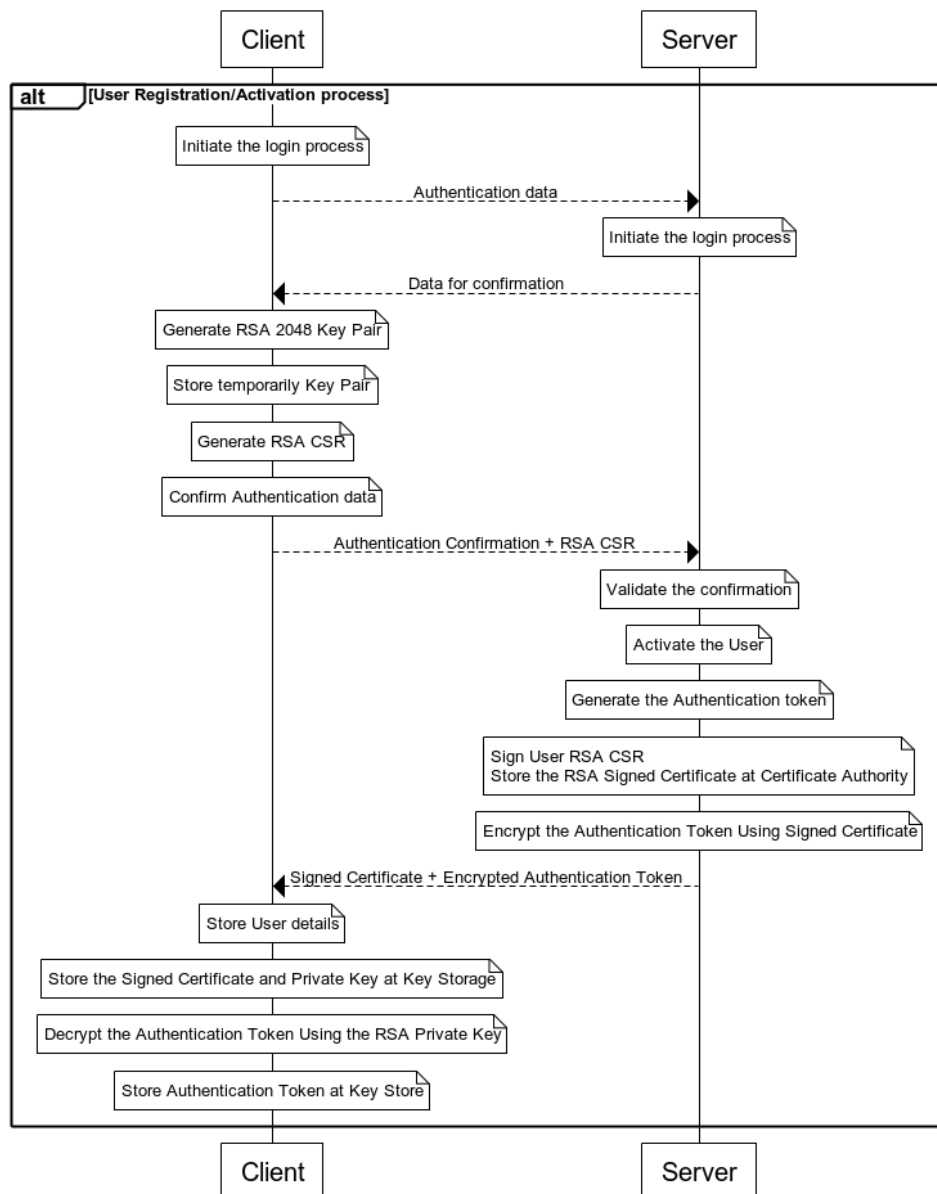 Client
Server
alt
[User Registration/Activation process]
Initiate the login process
Authentication data
Initiate the login process
Data for confirmation
Generate RSA 2048 Key Pair
Store temporarily Key Pair
Generate RSA CSR
Confirm Authentication data
Authentication Confirmation + RSA CSR
Validate the confirmation
Activate the User
Generate the Authentication token
Sign User RSA CSR
Store the RSA Signed Certificate at Certificate Authority
Encrypt the Authentication Token Using Signed Certificate
Signed Certificate + Encrypted Authentication Token
Store User details
Store the Signed Certificate and Private Key at Key Storage
Decrypt the Authentication Token Using the RSA Private Key
Store Authentication Token at Key Store
Client
Server